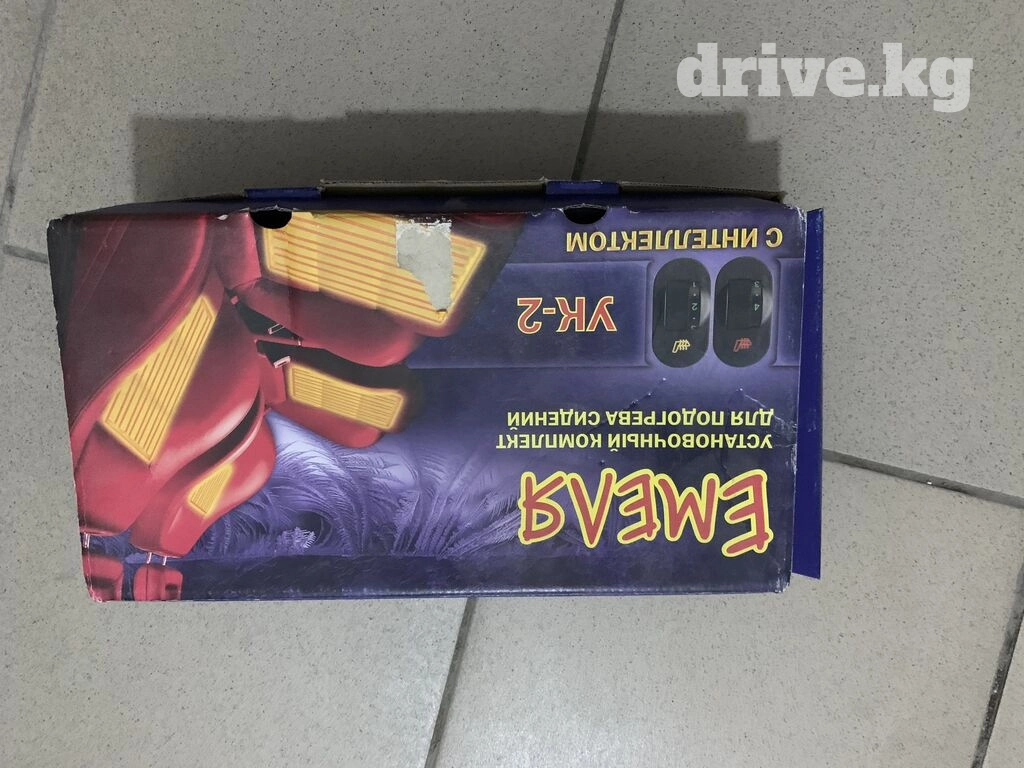 drive.kg
ЕМЕЛЯ
УСТАНОВОЧНЫЙ КОМПЛЕКТ
ДЛЯ ПОДОГРЕВА СИДЕНИЙ
УК-2
С ИНТЕЛЛЕКТОМ